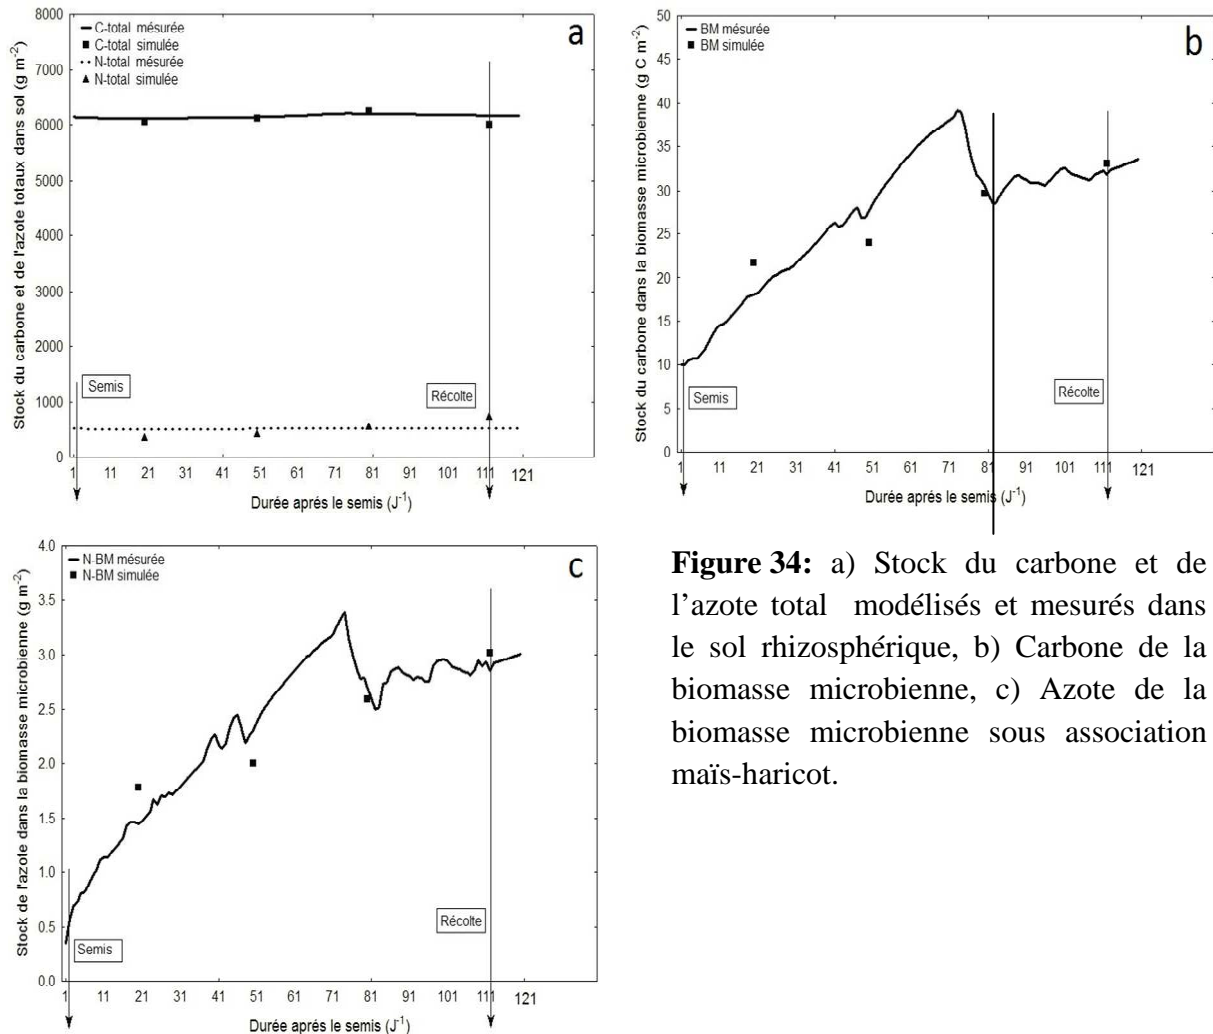 8000
7000
6000
5000
4000
3000
2000
1000
0
Stock du carbone et de l'azote totaux dans sol (g m-2)
C-total mésurée
C-total simulée
N-total mésurée
N-total simulée
a
Semis
Récolte
1 11 21 31 41 51 61 71 81 91 101 111 121
Durée aprés le semis (J-1)
50
45
40
35
30
25
20
15
10
5
0
Stock du carbone dans la biomasse microbienne (g C m-2)
BM mésurée
BM simulée
b
Semis
Récolte
1 11 21 31 41 51 61 71 81 91 101 111 121
Durée aprés le semis (J-1)
4.0
3.5
3.0
2.5
2.0
1.5
1.0
0.5
0.0
Stock de l'azole dans la biomasse microbienne (g m-2)
N-BM mésurée
N-BM simulée
c
Semis
Récolte
1 11 21 31 41 51 61 71 81 91 101 111 121
Durée aprés le semis (J-1)
Figure 34: a) Stock du carbone et de
l’azote total modélisés et mesurés dans
le sol rhizosphérique, b) Carbone de la
biomasse microbienne, c) Azote de la
biomasse microbienne sous association
maïs-haricot.